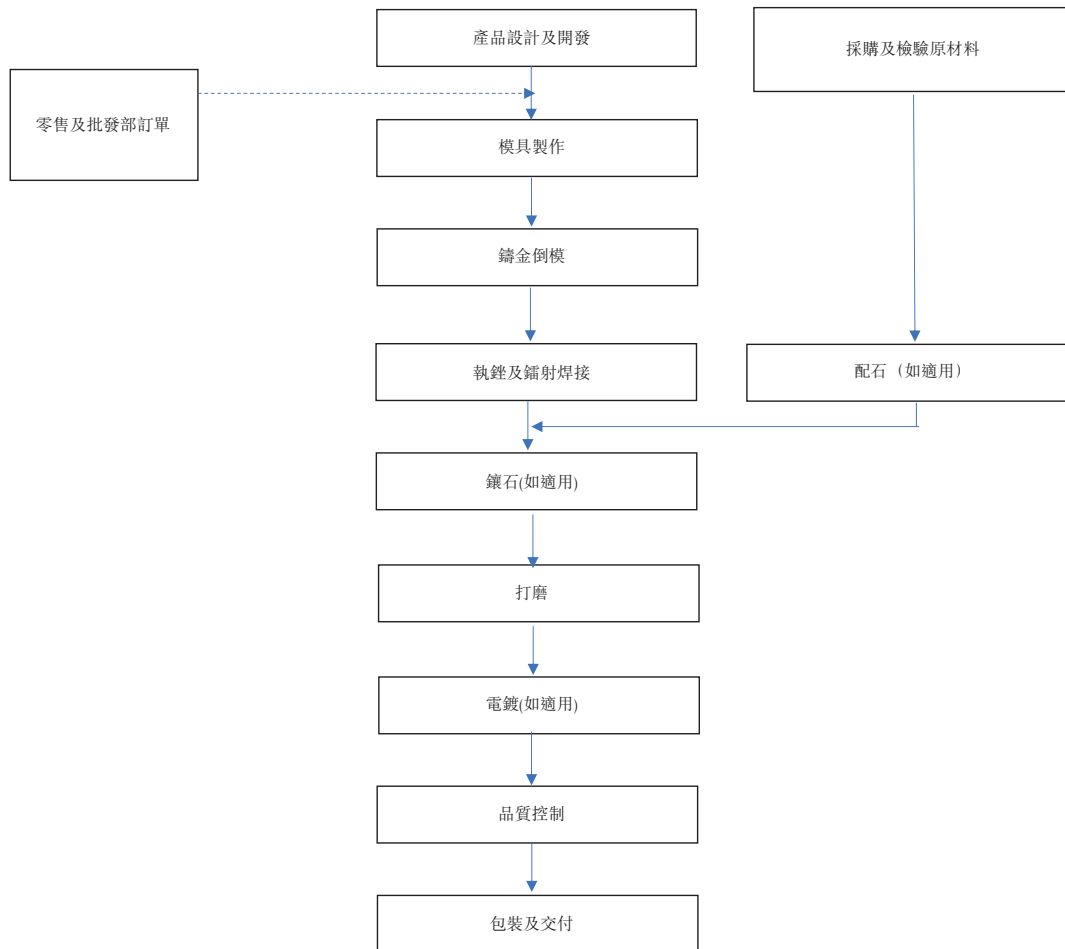 產品設計及開發
採購及檢驗原材料
零售及批發部訂單
模具製作
鑄金倒模
執銼及鐳射焊接
配石（如適用）
鑲石(如適用)
打磨
電鍍(如適用)
品質控制
包裝及交付